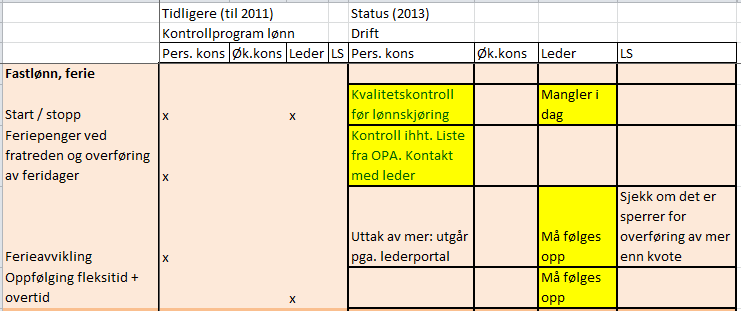 Tidligere (til 2011) Status (2013)
Kontrollprogram lønn Drift
Pers. kons Øk.kons Leder LS Pers. kons Øk.kons Leder LS
Fastlønn, ferie
Kvalitetskontroll Mangler i
Start / stopp x x før lønnskjøring dag
Feriepenger ved Kontroll ihht. Liste
fratreden og overføring fra OPA. Kontakt
av feridager x med leder
Sjekk om det er
sperrer for
Uttak av mer: utgår Må følges overføring av mer
Ferieavvikling x pga. lederportal opp enn kvote
Oppfølging fleksitid + Må følges
overtid x opp